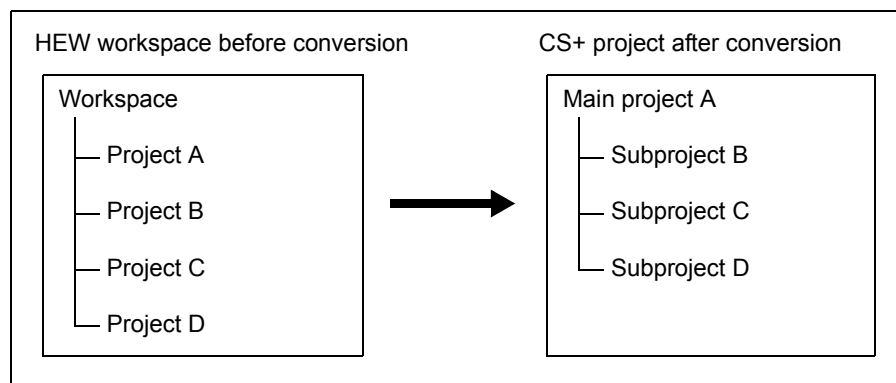 HEW workspace before conversion
CS+ project after conversion
Workspace
Project A
Project B
Project C
Project D
Main project A
Subproject B
Subproject C
Subproject D